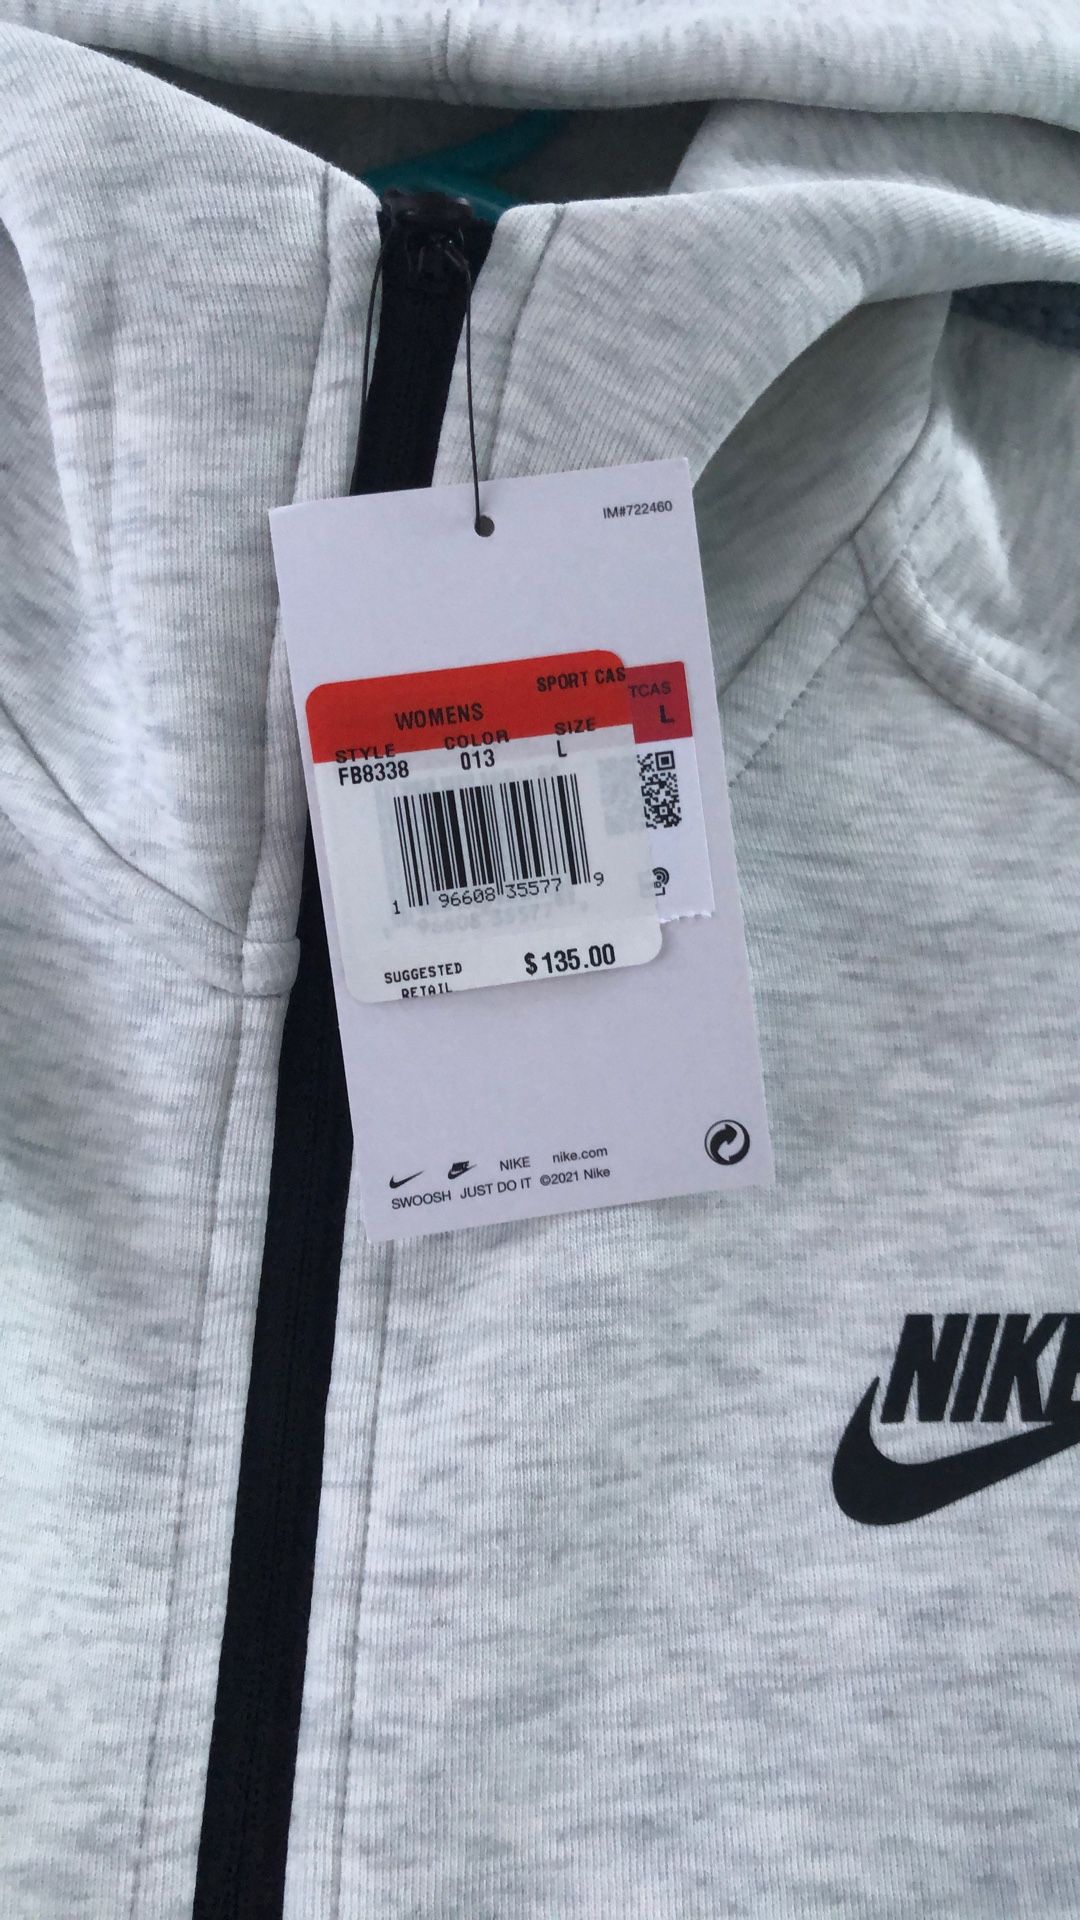 IM#722460
SPORT CAS
TCAS
WOMENS
L
STYLE COLOR SIZE
FB8338 013 L
1 96608 35577 9
SUGGESTED $135.00
RETAIL
NIKE nike.com
SWOOSH JUST DO IT ©2021 Nike
NIKE